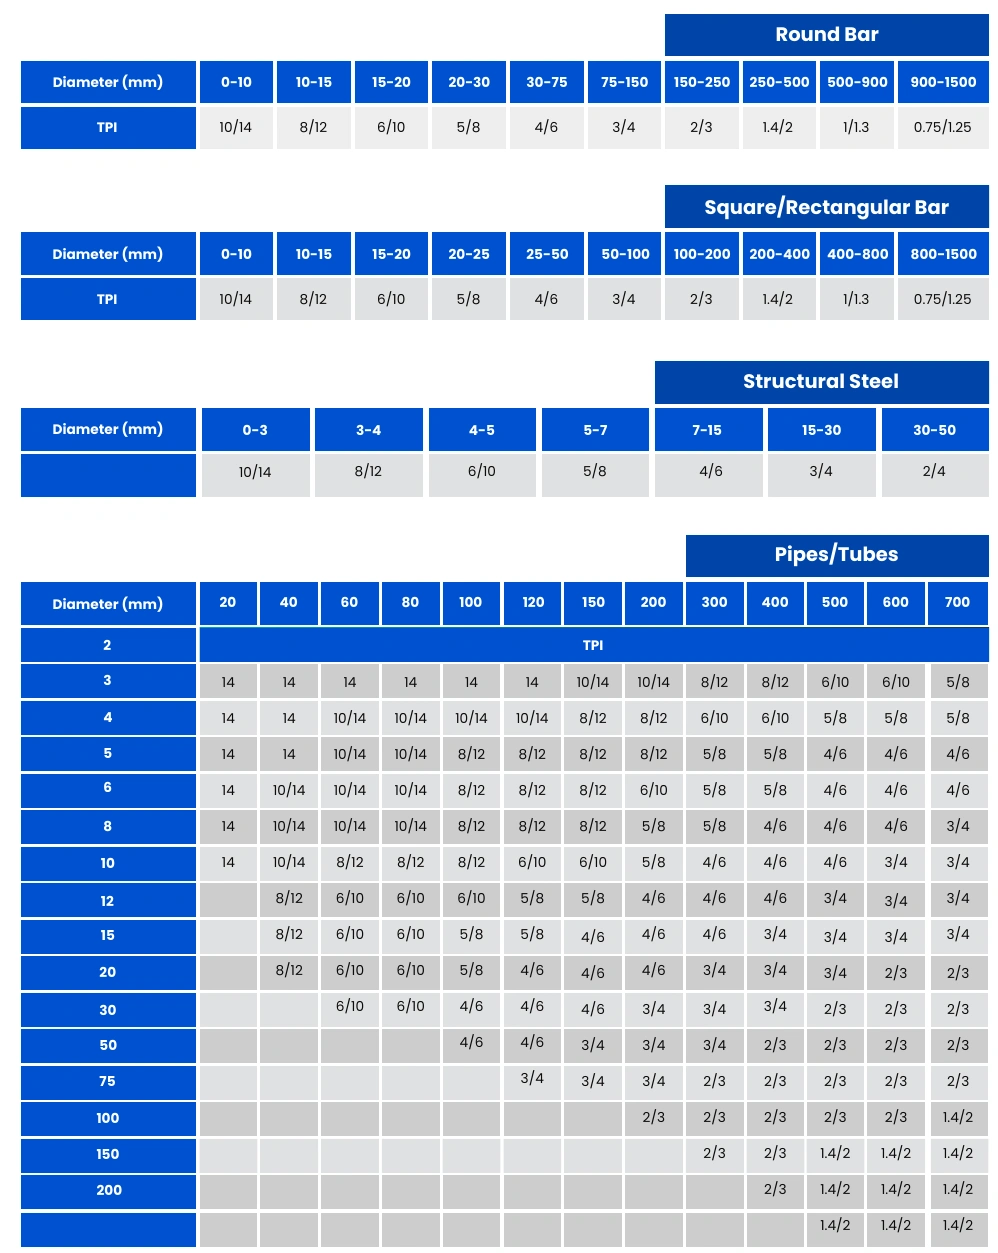 Round Bar
Diameter (mm) 0-10 10-15 15-20 20-30 30-75 75-150 150-250 250-500 500-900 900-1500
TPI 10/14 8/12 6/10 5/8 4/6 3/4 2/3 1.4/2 1/1.3 0.75/1.25
Square/Rectangular Bar
Diameter (mm) 0-10 10-15 15-20 20-25 25-50 50-100 100-200 200-400 400-800 800-1500
TPI 10/14 8/12 6/10 5/8 4/6 3/4 2/3 1.4/2 1/1.3 0.75/1.25
Structural Steel
Diameter (mm) 0-3 3-4 4-5 5-7 7-15 15-30 30-50
10/14 8/12 6/10 5/8 4/6 3/4 2/4
Pipes/Tubes
Diameter (mm) 20 40 60 80 100 120 150 200 300 400 500 600 700
2 TPI
3 14 14 14 14 14 14 10/14 10/14 8/12 8/12 6/10 6/10 5/8
4 14 14 10/14 10/14 10/14 10/14 8/12 8/12 6/10 6/10 5/8 5/8 5/8
5 14 14 10/14 10/14 8/12 8/12 8/12 8/12 5/8 5/8 4/6 4/6 4/6
6 14 10/14 10/14 10/14 8/12 8/12 8/12 6/10 5/8 5/8 4/6 4/6 4/6
8 14 10/14 10/14 10/14 8/12 8/12 8/12 5/8 5/8 4/6 4/6 4/6 3/4
10 14 10/14 8/12 8/12 8/12 6/10 6/10 5/8 4/6 4/6 4/6 3/4 3/4
12 8/12 6/10 6/10 6/10 5/8 5/8 4/6 4/6 4/6 3/4 3/4 3/4
15 8/12 6/10 6/10 5/8 5/8 4/6 4/6 4/6 3/4 3/4 3/4 3/4
20 8/12 6/10 6/10 5/8 4/6 4/6 4/6 3/4 3/4 3/4 2/3 2/3
30 6/10 6/10 4/6 4/6 4/6 3/4 3/4 3/4 2/3 2/3 2/3
50 4/6 4/6 3/4 3/4 3/4 2/3 2/3 2/3 2/3
75 3/4 3/4 3/4 2/3 2/3 2/3 2/3 2/3
100 2/3 2/3 2/3 2/3 2/3 1.4/2
150 2/3 2/3 1.4/2 1.4/2 1.4/2
200 2/3 1.4/2 1.4/2 1.4/2
1.4/2 1.4/2 1.4/2